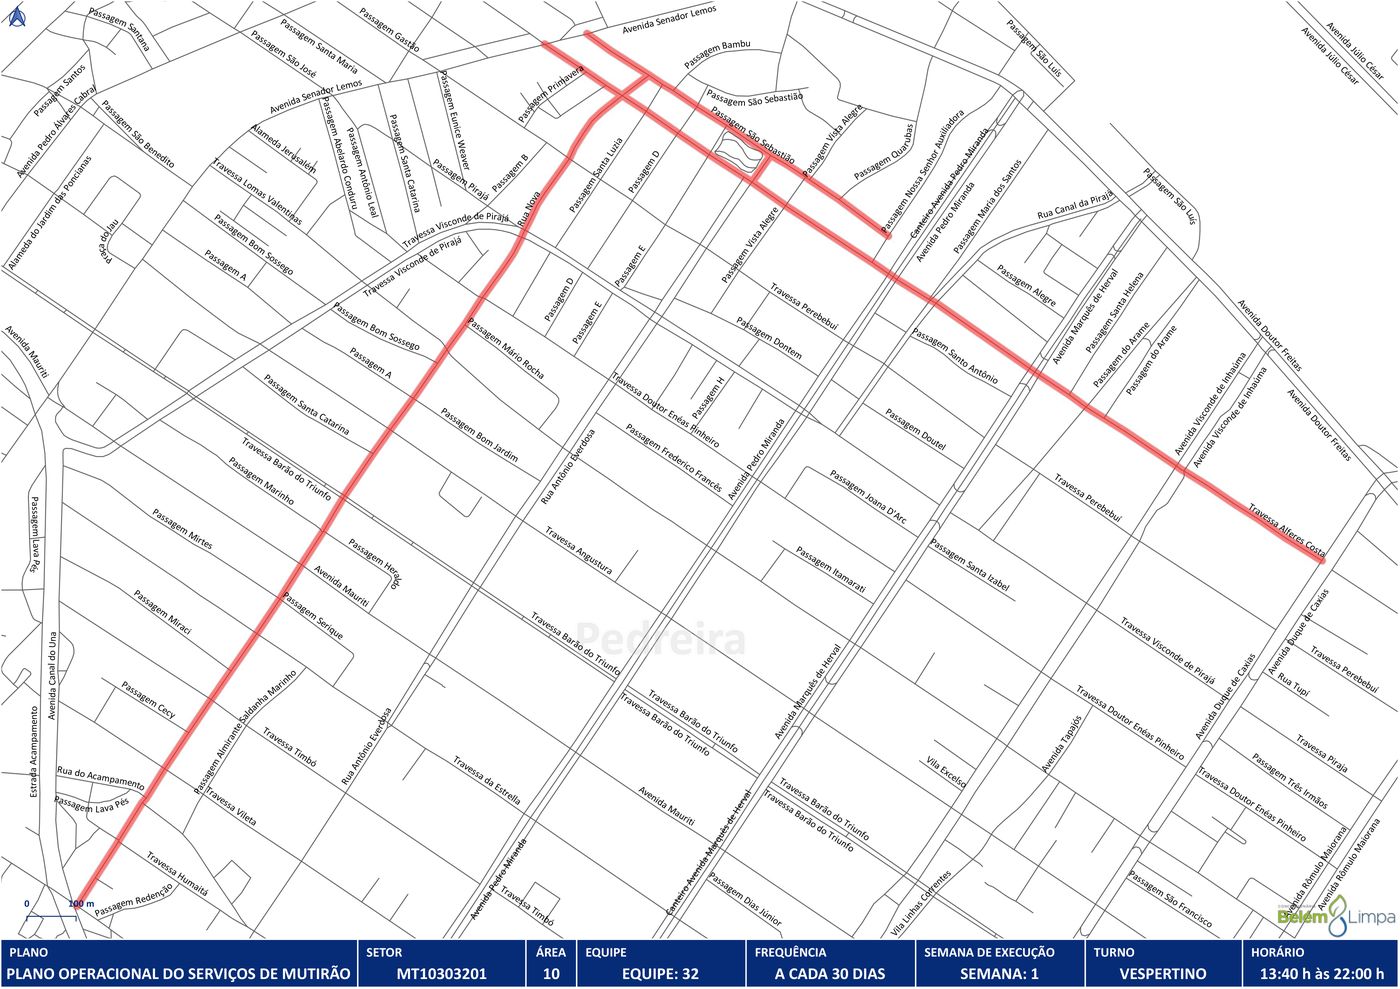 Passagem Santana
Passagem Gastão
Avenida Senador Lemos
Passagem Santa Maria
Passagem São José
Passagem Bambu
Passagem São Luis
Avenida Júlio César
Avenida Júlio César
Passagem Santos
Avenida Pedro Álvares Cabral
Avenida Senador Lemos
Passagem Primavera
Passagem Eunice Weaver
Passagem São Sebastião
Passagem São Sebastião
Passagem Vista Alegre
Passagem Quarubas
Passagem Nossa Senhor Auxiliadora
Canteiro Avenida Pedro Miranda
Avenida Pedro Miranda
Passagem Maria dos Santos
Passagem São Benedito
Alameda Jerusalém
Passagem Abelardo Conduru
Passagem Antônio Leal
Passagem Santa Catarina
Passagem Pirajá
Passagem B
Passagem Santa Luzia
Passagem D
Alameda do Jardim das Poncianas
Travessa Lomas Valentinas
Rua Nova
Rua Canal da Pirajá
Passagem São Luis
Praça do Jaú
Passagem Bom Sossego
Travessa Visconde de Pirajá
Travessa Visconde de Pirajá
Passagem Vista Alegre
Passagem A
Passagem E
Passagem D
Passagem E
Passagem Alegre
Avenida Marquês de Herval
Passagem Santa Helena
Travessa Perebebuí
Passagem Bom Sossego
Passagem A
Passagem Mário Rocha
Passagem Dontem
Passagem Santo Antônio
Passagem do Arame
Passagem do Arame
Avenida Doutor Freitas
Avenida Mauriti
Passagem Santa Catarina
Travessa Doutor Enéas Pinheiro
Passagem H
Avenida Visconde de Inhaúma
Avenida Visconde de Inhaúma
Avenida Doutor Freitas
Passagem Bom Jardim
Passagem Frederico Francês
Passagem Doutel
Travessa Barão do Triunfo
Passagem Marinho
Rua Antônio Everdosa
Avenida Pedro Miranda
Passagem Joana D'Arc
Travessa Perebebuí
Travessa Alferes Costa
Passagem Lava Pés
Passagem Mirtes
Passagem Heraldo
Travessa Angustura
Passagem Itamarati
Passagem Santa Izabel
Avenida Mauriti
Passagem Miraci
Passagem Serique
Pedreira
Travessa Barão do Triunfo
Avenida Duque de Caxias
Travessa Visconde de Pirajá
Travessa Perebebuí
Rua Tupi
Avenida Canal do Una
Passagem Cecy
Passagem Almirante Saldanha Marinho
Rua Antônio Everdosa
Travessa Barão do Triunfo
Travessa Barão do Triunfo
Avenida Marquês de Herval
Avenida Duque de Caxias
Travessa Doutor Enéas Pinheiro
Avenida Tapajós
Estrada Acampamento
Travessa Timbó
Travessa da Estrella
Vila Excelso
Travessa Piraja
Passagem Três Irmãos
Rua do Acampamento
Passagem Lava Pés
Travessa Vileta
Avenida Mauriti
Travessa Barão do Triunfo
Travessa Barão do Triunfo
Travessa Doutor Enéas Pinheiro
Travessa Humaitá
Passagem Redenção
Avenida Pedro Miranda
Travessa Timbó
Canteiro Avenida Marquês de Herval
Passagem Dias Júnior
Vila Linhas Correntes
Passagem São Francisco
Avenida Rômulo Maiorana
Avenida Rômulo Maiorana
0 100 m
Belém Limpa
PLANO
PLANO OPERACIONAL DO SERVIÇOS DE MUTIRÃO
SETOR
MT10303201
ÁREA
10
EQUIPE
EQUIPE: 32
FREQUÊNCIA
A CADA 30 DIAS
SEMANA DE EXECUÇÃO
SEMANA: 1
TURNO
VESPERTINO
HORÁRIO
13:40 h às 22:00 h